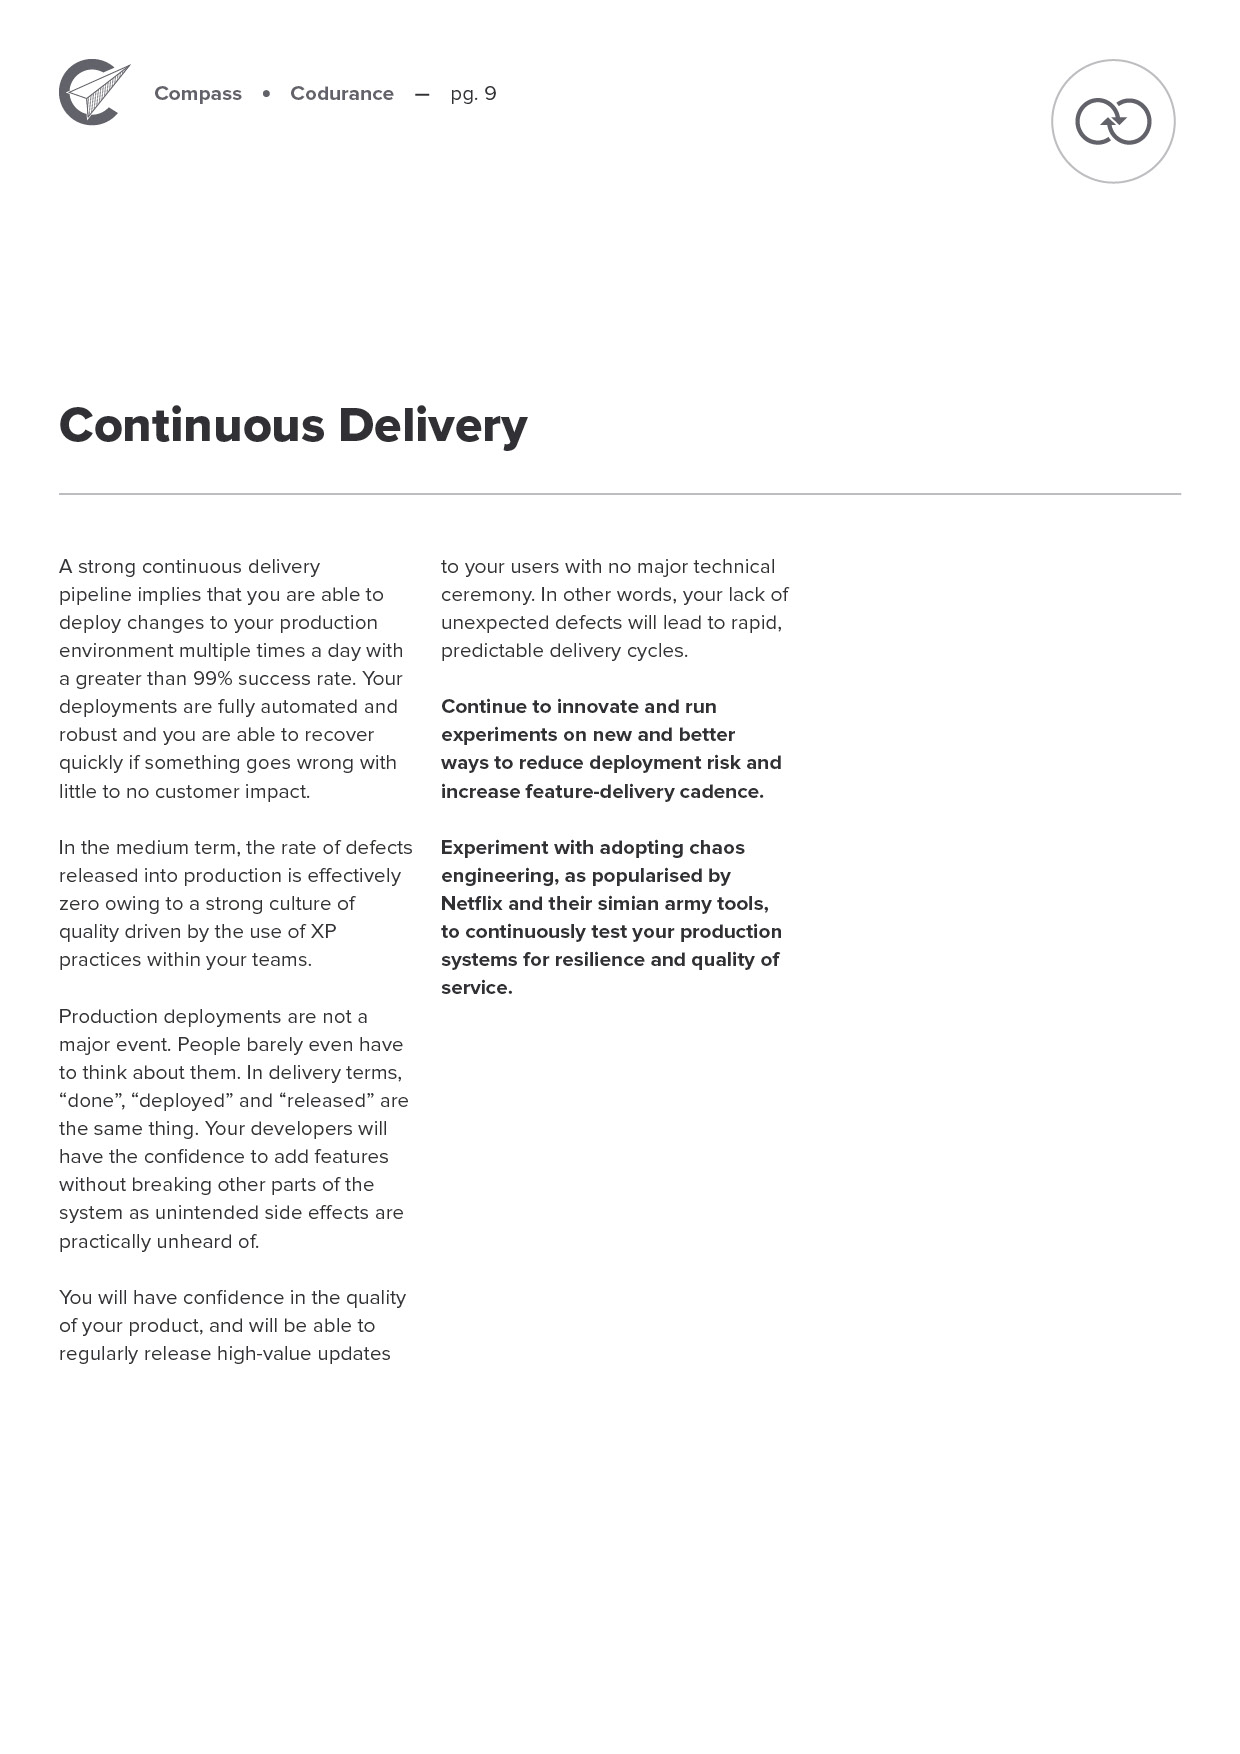 Compass • Codurance — pg. 9
Continuous Delivery
A strong continuous delivery
pipeline implies that you are able to
deploy changes to your production
environment multiple times a day with
a greater than 99% success rate. Your
deployments are fully automated and
robust and you are able to recover
quickly if something goes wrong with
little to no customer impact.
In the medium term, the rate of defects
released into production is effectively
zero owing to a strong culture of
quality driven by the use of XP
practices within your teams.
Production deployments are not a
major event. People barely even have
to think about them. In delivery terms,
“done”, “deployed” and “released” are
the same thing. Your developers will
have the confidence to add features
without breaking other parts of the
system as unintended side effects are
practically unheard of.
You will have confidence in the quality
of your product, and will be able to
regularly release high-value updates
to your users with no major technical
ceremony. In other words, your lack of
unexpected defects will lead to rapid,
predictable delivery cycles.
Continue to innovate and run
experiments on new and better
ways to reduce deployment risk and
increase feature-delivery cadence.
Experiment with adopting chaos
engineering, as popularised by
Netflix and their simian army tools,
to continuously test your production
systems for resilience and quality of
service.